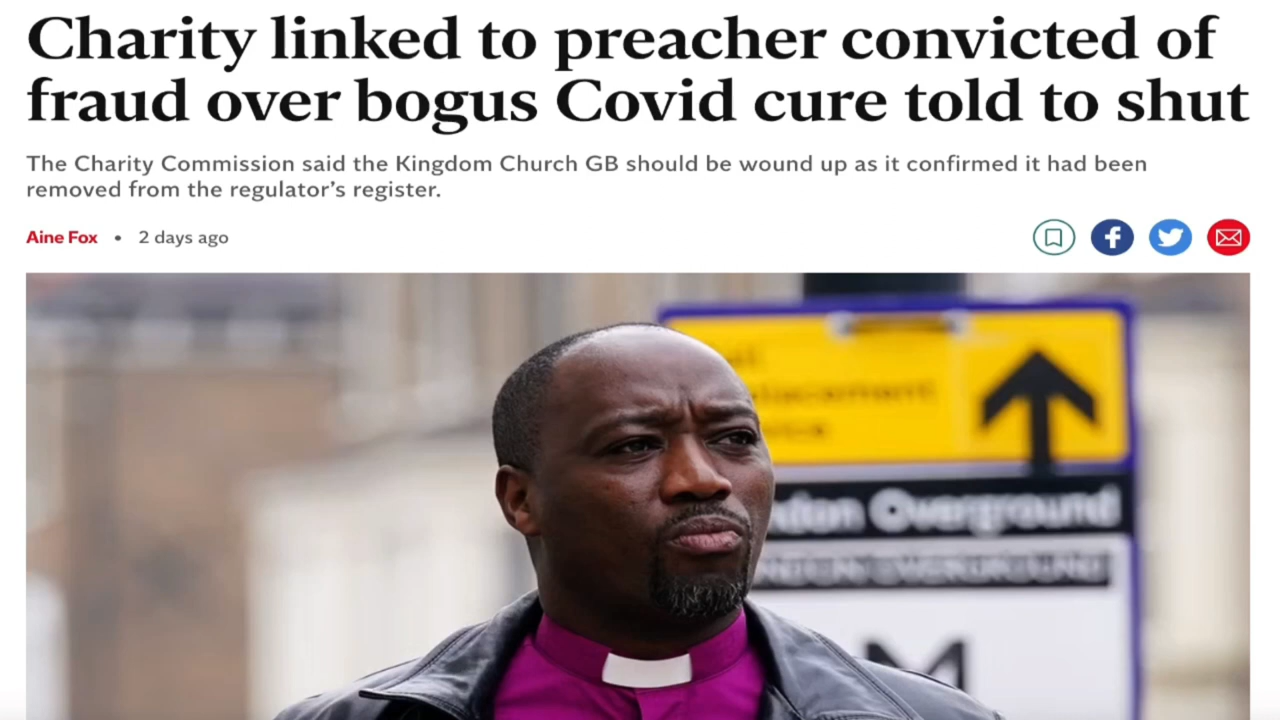 Charity linked to preacher convicted of
fraud over bogus Covid cure told to shut
The Charity Commission said the Kingdom Church GB should be wound up as it confirmed it had been
removed from the regulator's register.
Aine Fox • 2 days ago
Overground
LONDON OVERGROUND
M